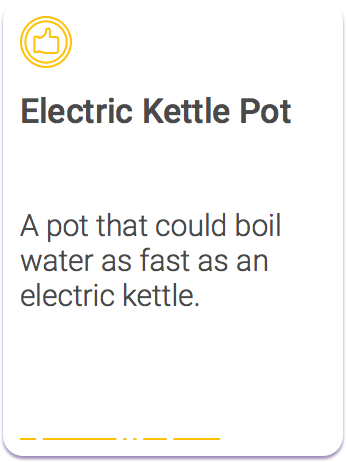 Electric Kettle Pot
A pot that could boil
water as fast as an
electric kettle.